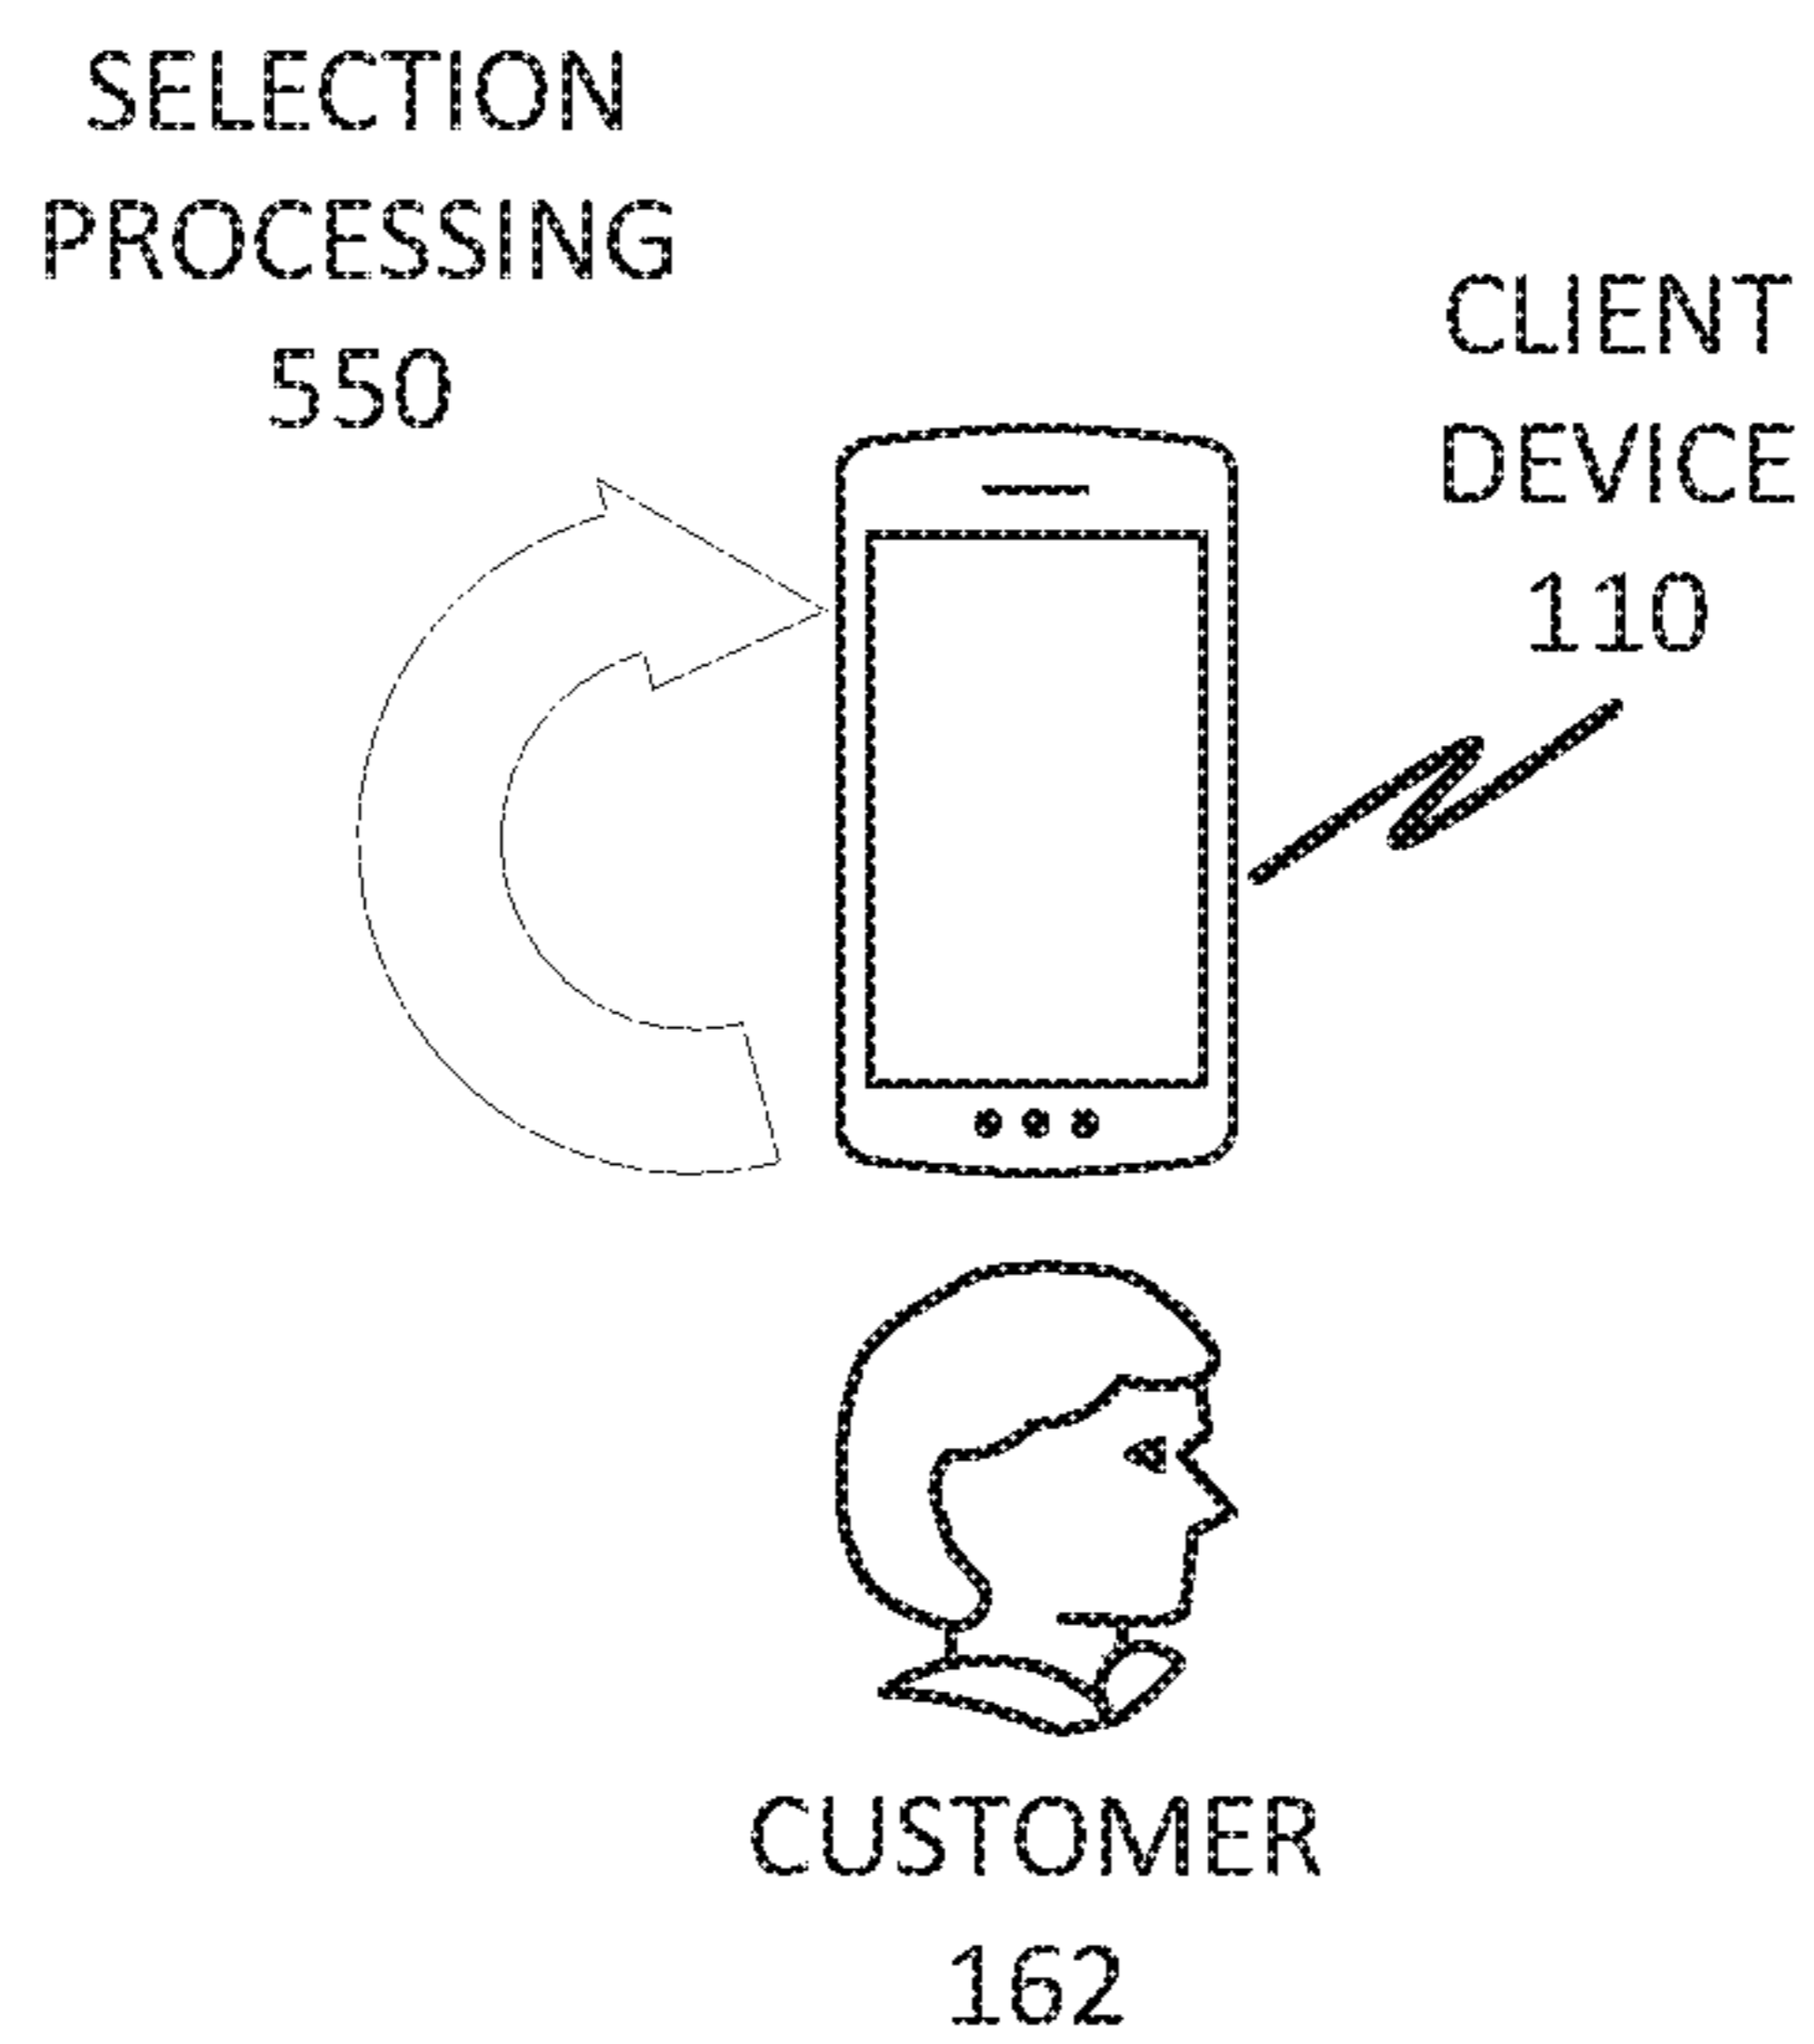 SELECTION
PROCESSING
550
CLIENT
DEVICE
110
CUSTOMER
162